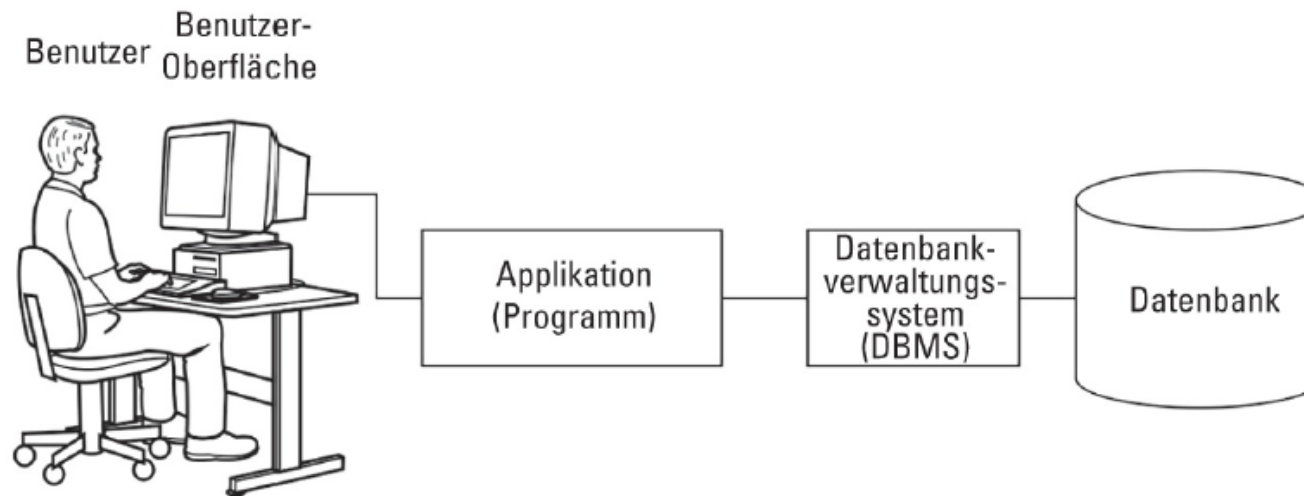 Benutzer
Benutzer-
Oberfläche
Applikation
(Programm)
Datenbank-
verwaltungs-
system
(DBMS)
Datenbank